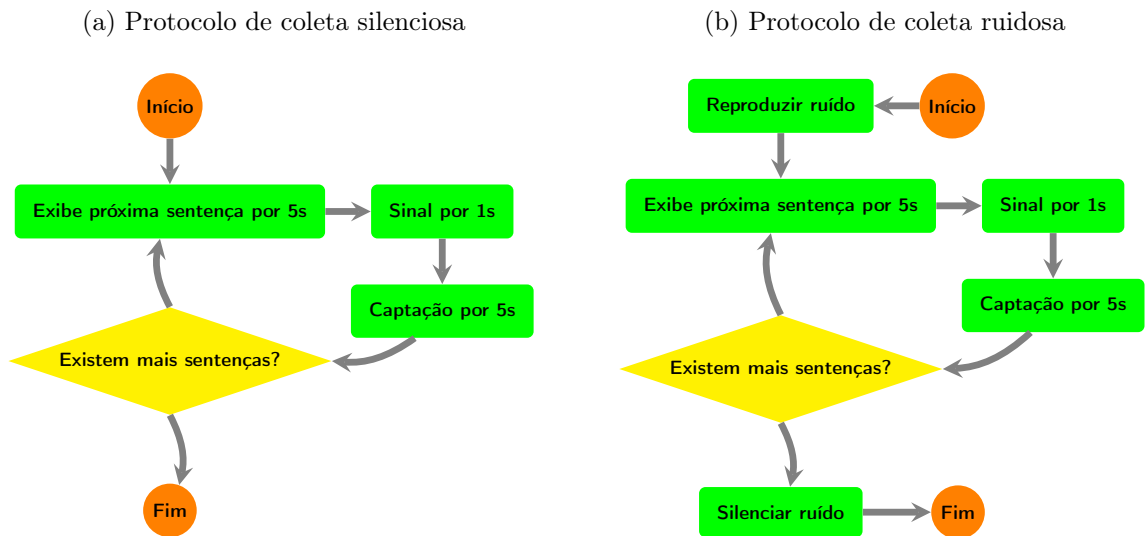 (a) Protocolo de coleta silenciosa
Início
Exibe próxima sentença por 5s
Sinal por 1s
Captação por 5s
Existem mais sentenças?
Fim
(b) Protocolo de coleta ruidosa
Reproduzir ruído
Início
Exibe próxima sentença por 5s
Sinal por 1s
Captação por 5s
Existem mais sentenças?
Silenciar ruído
Fim